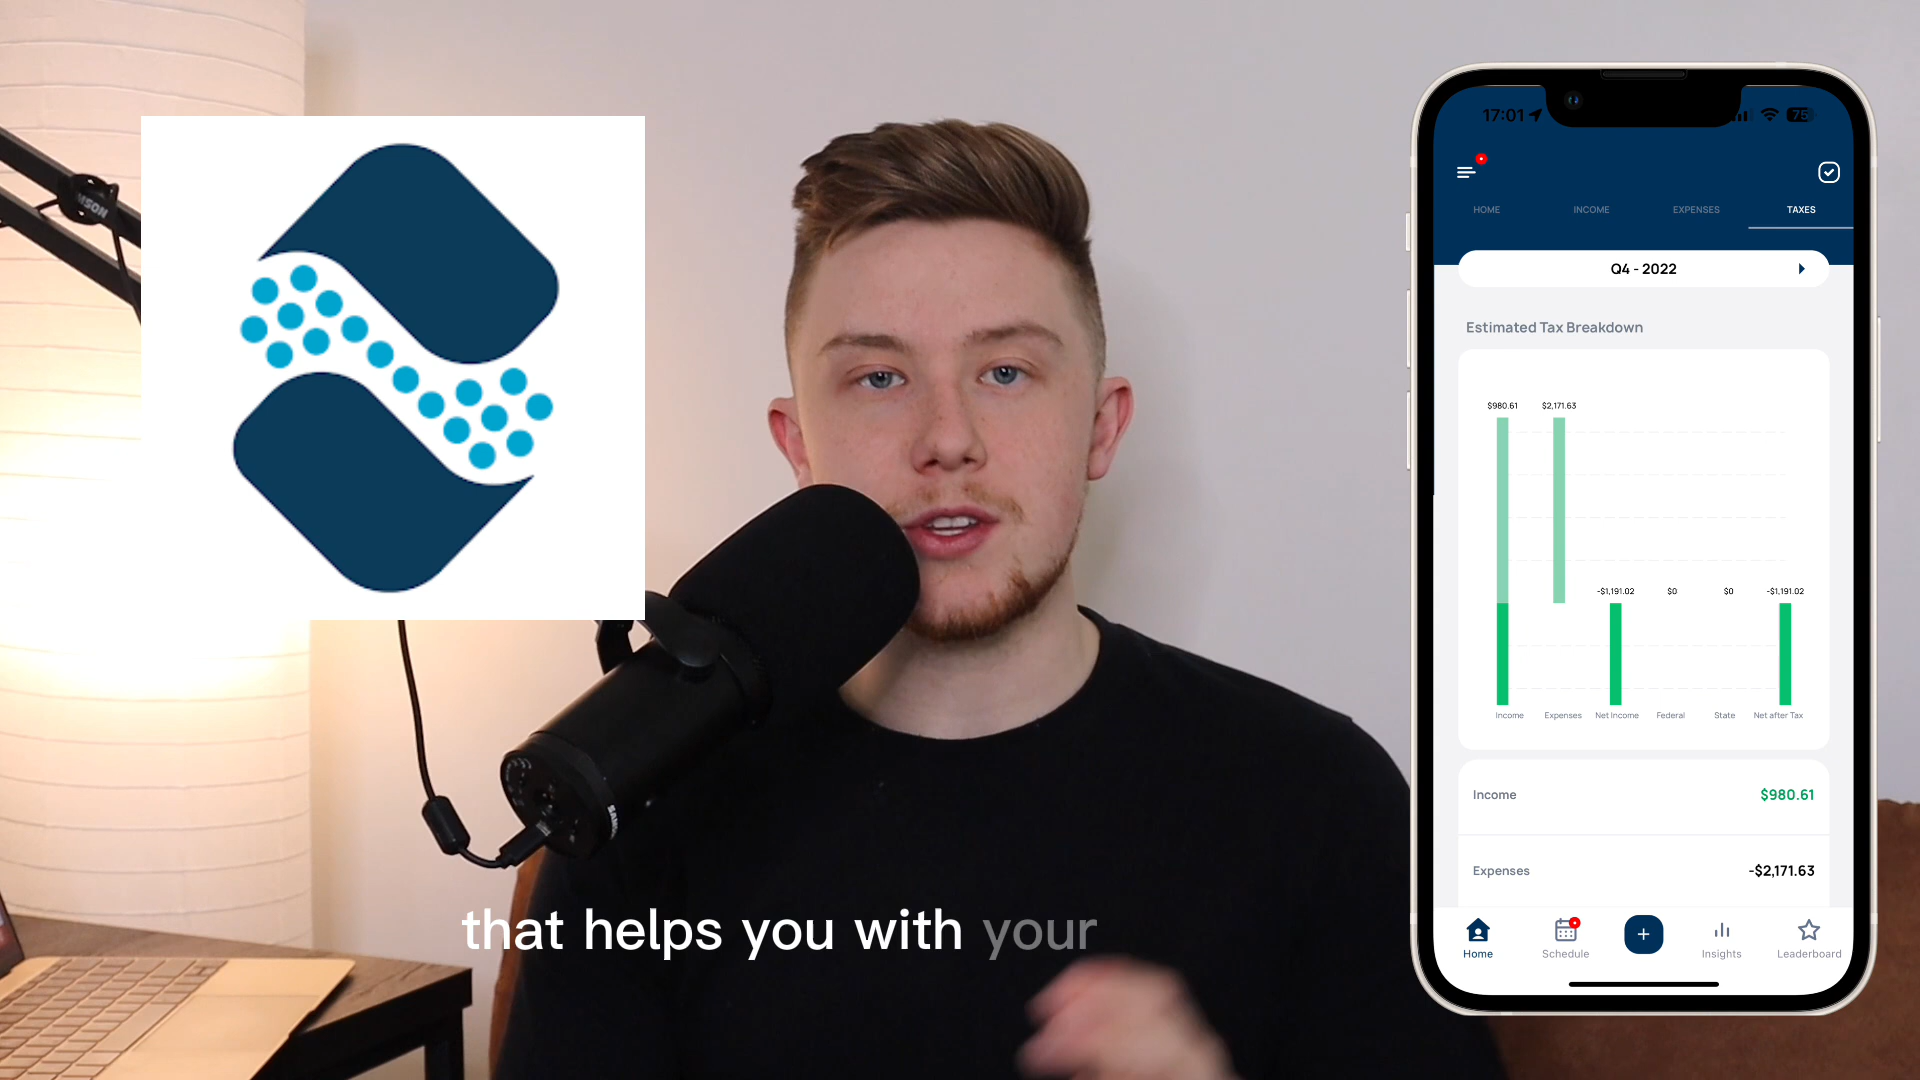 MSON
17:01
75
HOME INCOME EXPENSES TAXES
Q4 - 2022
Estimated Tax Breakdown
$980.61 $2,171.63
-$1,191.02 $0 $0 -$1,191.02
Income Expenses Net Income Federal State Net after Tax
Income $980.61
Expenses -$2,171.63
Home Schedule + Insights Leaderboard
that helps you with your